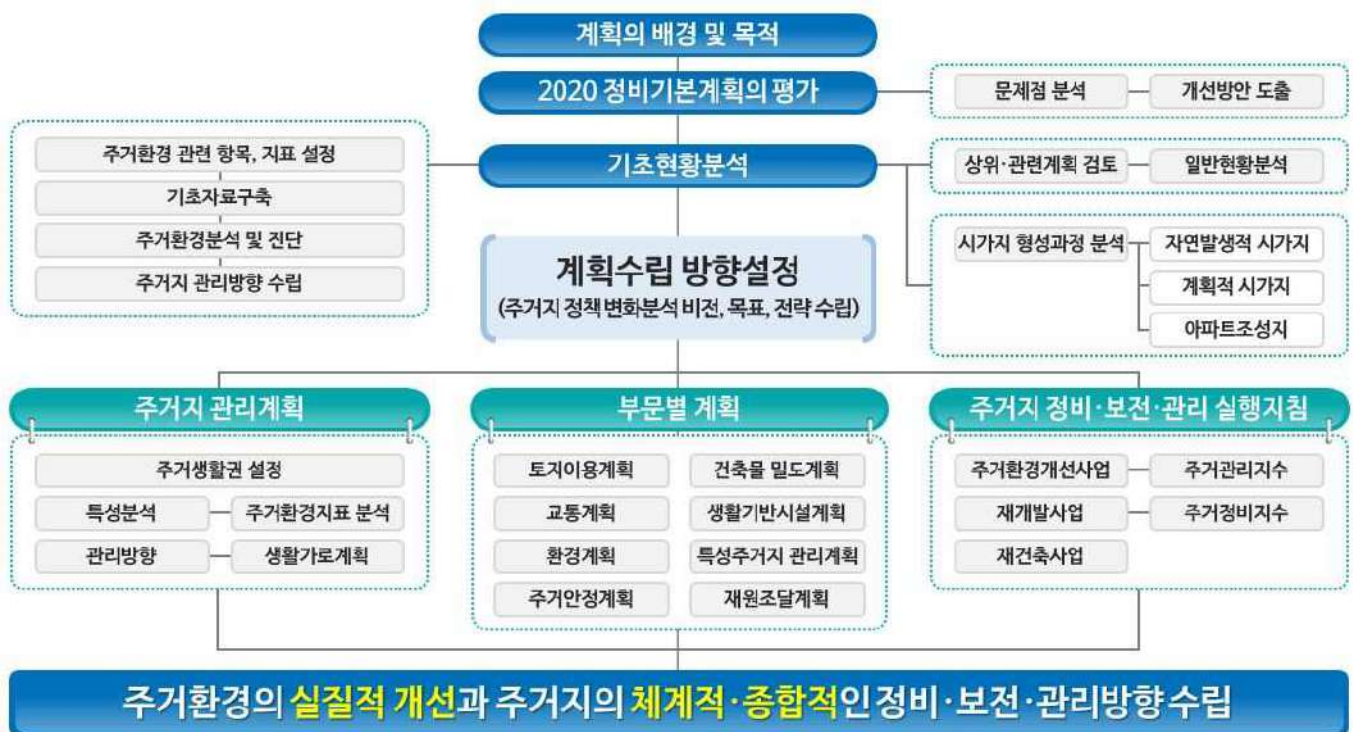 계획의 배경 및 목적
2020 정비기본계획의 평가
문제점 분석
개선방안 도출
주거환경 관련 항목, 지표 설정
기초자료구축
주거환경분석 및 진단
주거지 관리방향 수립
기초현황분석
상위·관련계획 검토
일반현황분석
시가지 형성과정 분석
자연발생적 시가지
계획적 시가지
아파트조성지
계획수립 방향설정
(주거지 정책 변화분석 비전, 목표, 전략 수립)
주거지 관리계획
주거생활권 설정
특성분석
주거환경지표 분석
관리방향
생활가로계획
부문별 계획
토지이용계획
건축물 밀도계획
교통계획
생활기반시설계획
환경계획
특성주거지 관리계획
주거안정계획
재원조달계획
주거지 정비·보전·관리 실행지침
주거환경개선사업
주거관리지수
재개발사업
주거정비지수
재건축사업
주거환경의 실질적 개선과 주거지의 체계적·종합적인 정비·보전·관리방향 수립